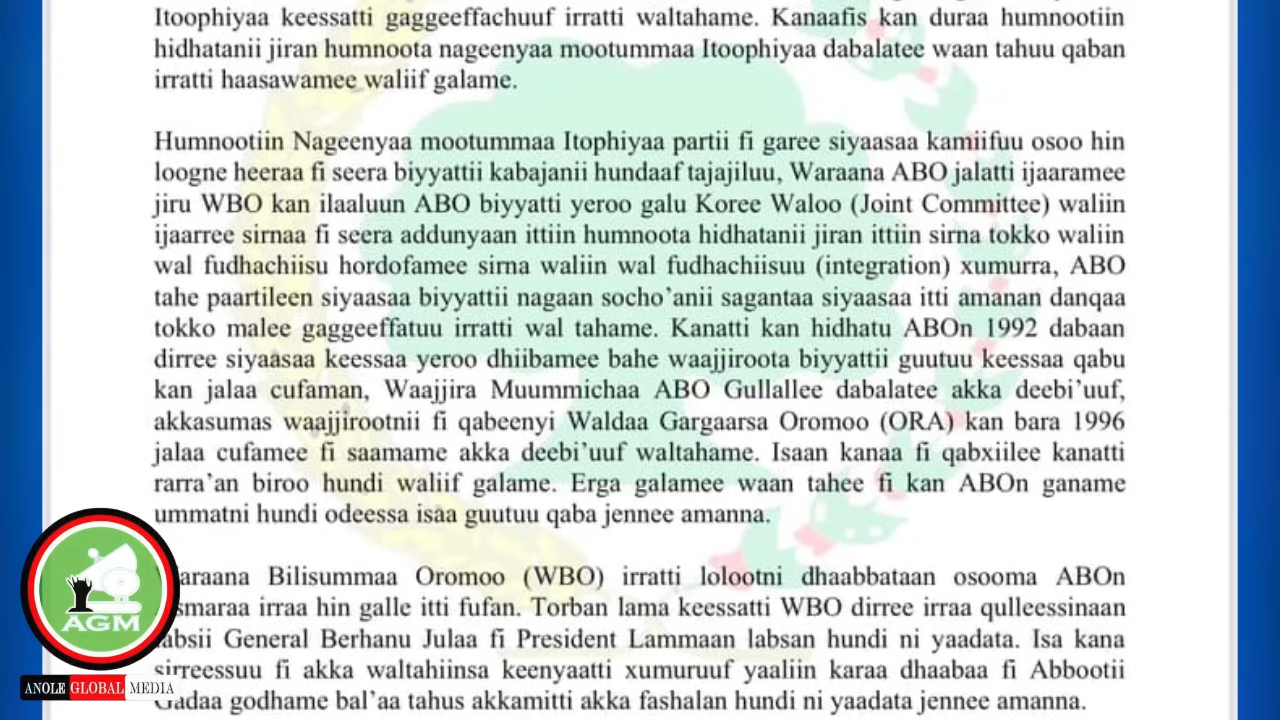 Itoophiyaa keessatti gaggeeffachuuf irratti waltahame. Kanaafis kan duraa humnootiin
hidhatanii jiran humnoota nageenyaa mootummaa Itoophiyaa dabalatee waan tahuu qaban
irratti haasawamee waliif galame.
Humnootiin Nageenyaa mootummaa Itophiyaa partii fi garee siyaasaa kamiifuu osoo hin
loogne heeraa fi seera biyyattii kabajanii hundaaf tajajiluu, Waraana ABO jalatti ijaaramee
jiru WBO kan ilaaluun ABO biyyatti yeroo galu Koree Waloo (Joint Committee) waliin
ijaarree sirnaa fi seera addunyaan ittiin humnoota hidhatanii jiran ittiin sirna tokko waliin
wal fudhachiisu hordofamee sirna waliin wal fudhachiisuu (integration) xumurra, ABO
tahe paartileen siyaasaa biyyattii nagaan socho’anii sagantaa siyaasaa itti amanan danqaa
tokko malee gaggeeffatuu irratti wal tahame. Kanatti kan hidhatu ABOn 1992 dabaan
dirree siyaasaa keessaa yeroo dhiibamee bahe waajjiroota biyyattii guutuu keessaa qabu
kan jalaa cufaman, Waajjira Muummichaa ABO Gullallee dabalatee akka deebi’uuf,
akkasumas waajjirootnii fi qabeenyi Waldaa Gargaarsa Oromoo (ORA) kan bara 1996
jalaa cufamee fi saamame akka deebi’uuf waltahame. Isaan kanaa fi qabxiilee kanatti
rarra’an biroo hundi waliif galame. Erga galamee waan tahee fi kan ABOn ganame
ummatni hundi odeessa isaa guutuu qaba jennee amanna.
araana Bilisummaa Oromoo (WBO) irratti lolootni dhaabbataan osooma ABOn
smaraa irraa hin galle itti fufan. Torban lama keessatti WBO dirree irraa qulleessinaan
labsii General Berhanu Julaa fi President Lammaan labsan hundi ni yaadata. Isa kana
sirreessuu fi akka waltahiinsa keenyaatti xumuruuf yaaliin karaa dhaabaa fi Abbootii
Gadaa godhame bal’aa tahus akkamitti akka fashalan hundi ni yaadata jennee amanna.
AGM
ANOLE GLOBAL MEDIA